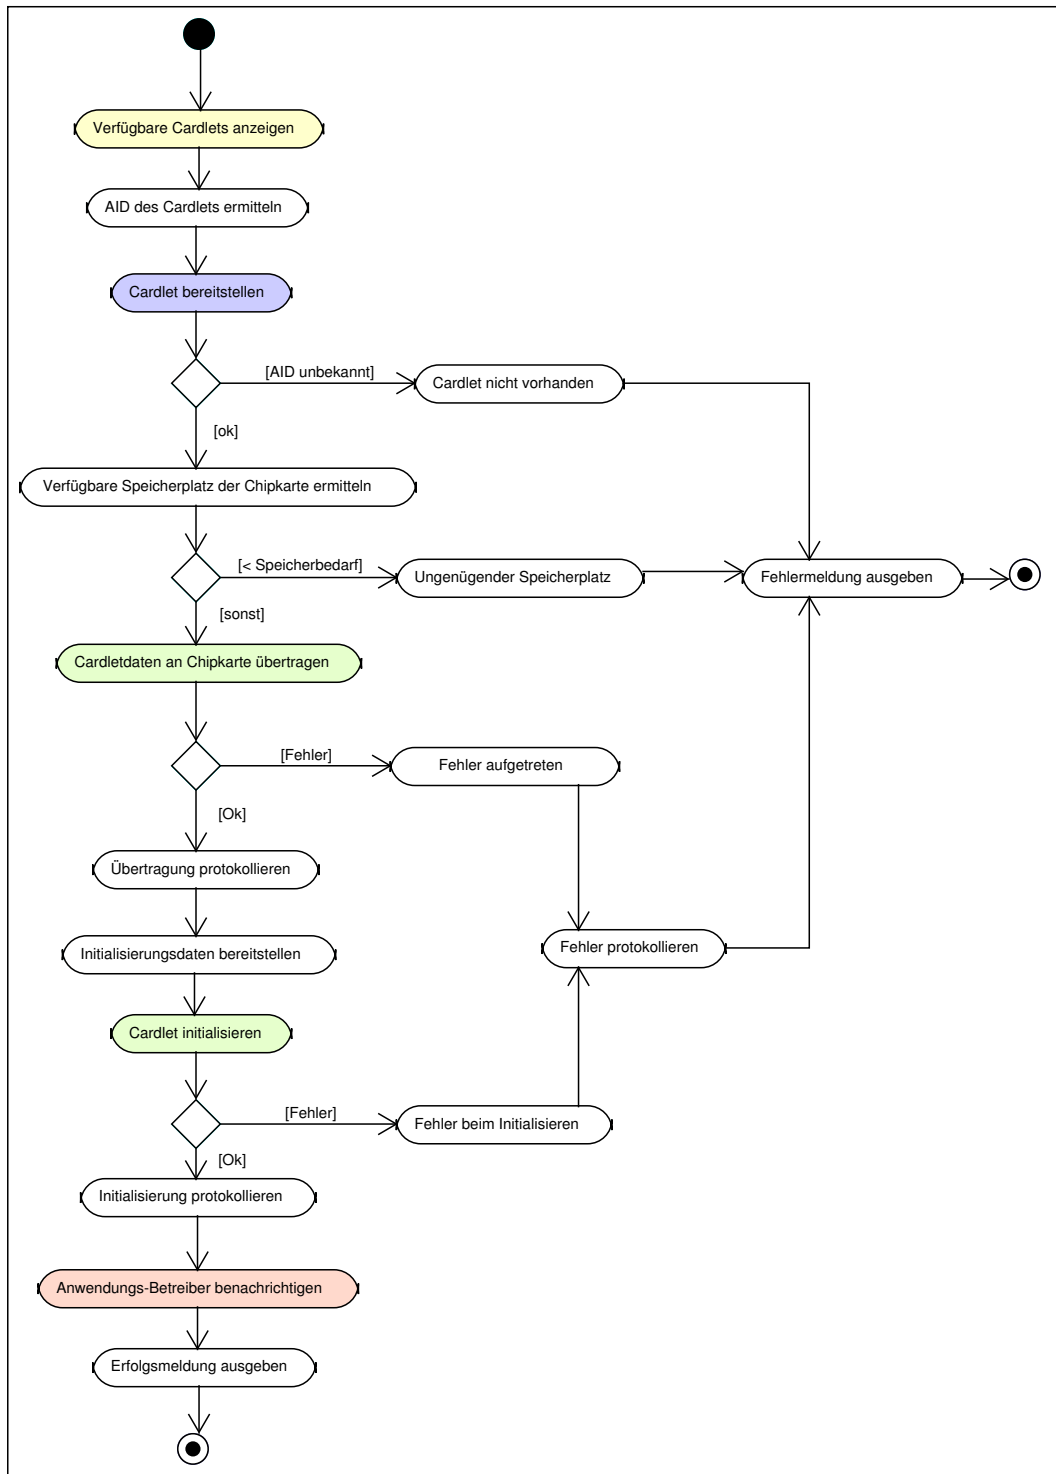 Verfügbare Cardlets anzeigen
AID des Cardlets ermitteln
Cardlet bereitstellen
[AID unbekannt]
Cardlet nicht vorhanden
[ok]
Verfügbare Speicherplatz der Chipkarte ermitteln
[< Speicherbedarf]
Ungenügender Speicherplatz
Fehlermeldung ausgeben
[sonst]
Cardletdaten an Chipkarte übertragen
[Fehler]
Fehler aufgetreten
[Ok]
Übertragung protokollieren
Initialisierungsdaten bereitstellen
Fehler protokollieren
Cardlet initialisieren
[Fehler]
Fehler beim Initialisieren
[Ok]
Initialisierung protokollieren
Anwendungs-Betreiber benachrichtigen
Erfolgsmeldung ausgeben